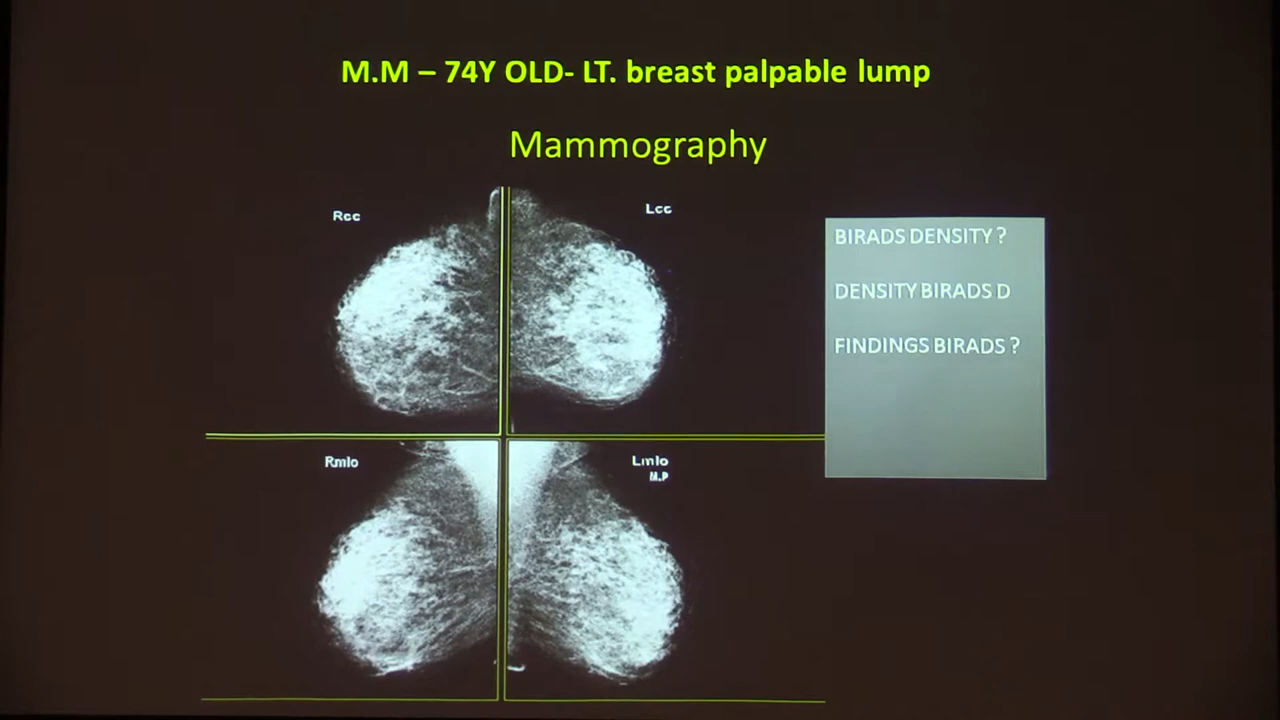 M.M – 74Y OLD- LT. breast palpable lump
Mammography
Rcc
Lcc
BIRADS DENSITY ?
DENSITY BIRADS D
FINDINGS BIRADS ?
Rmlo
Lmlo
M.P